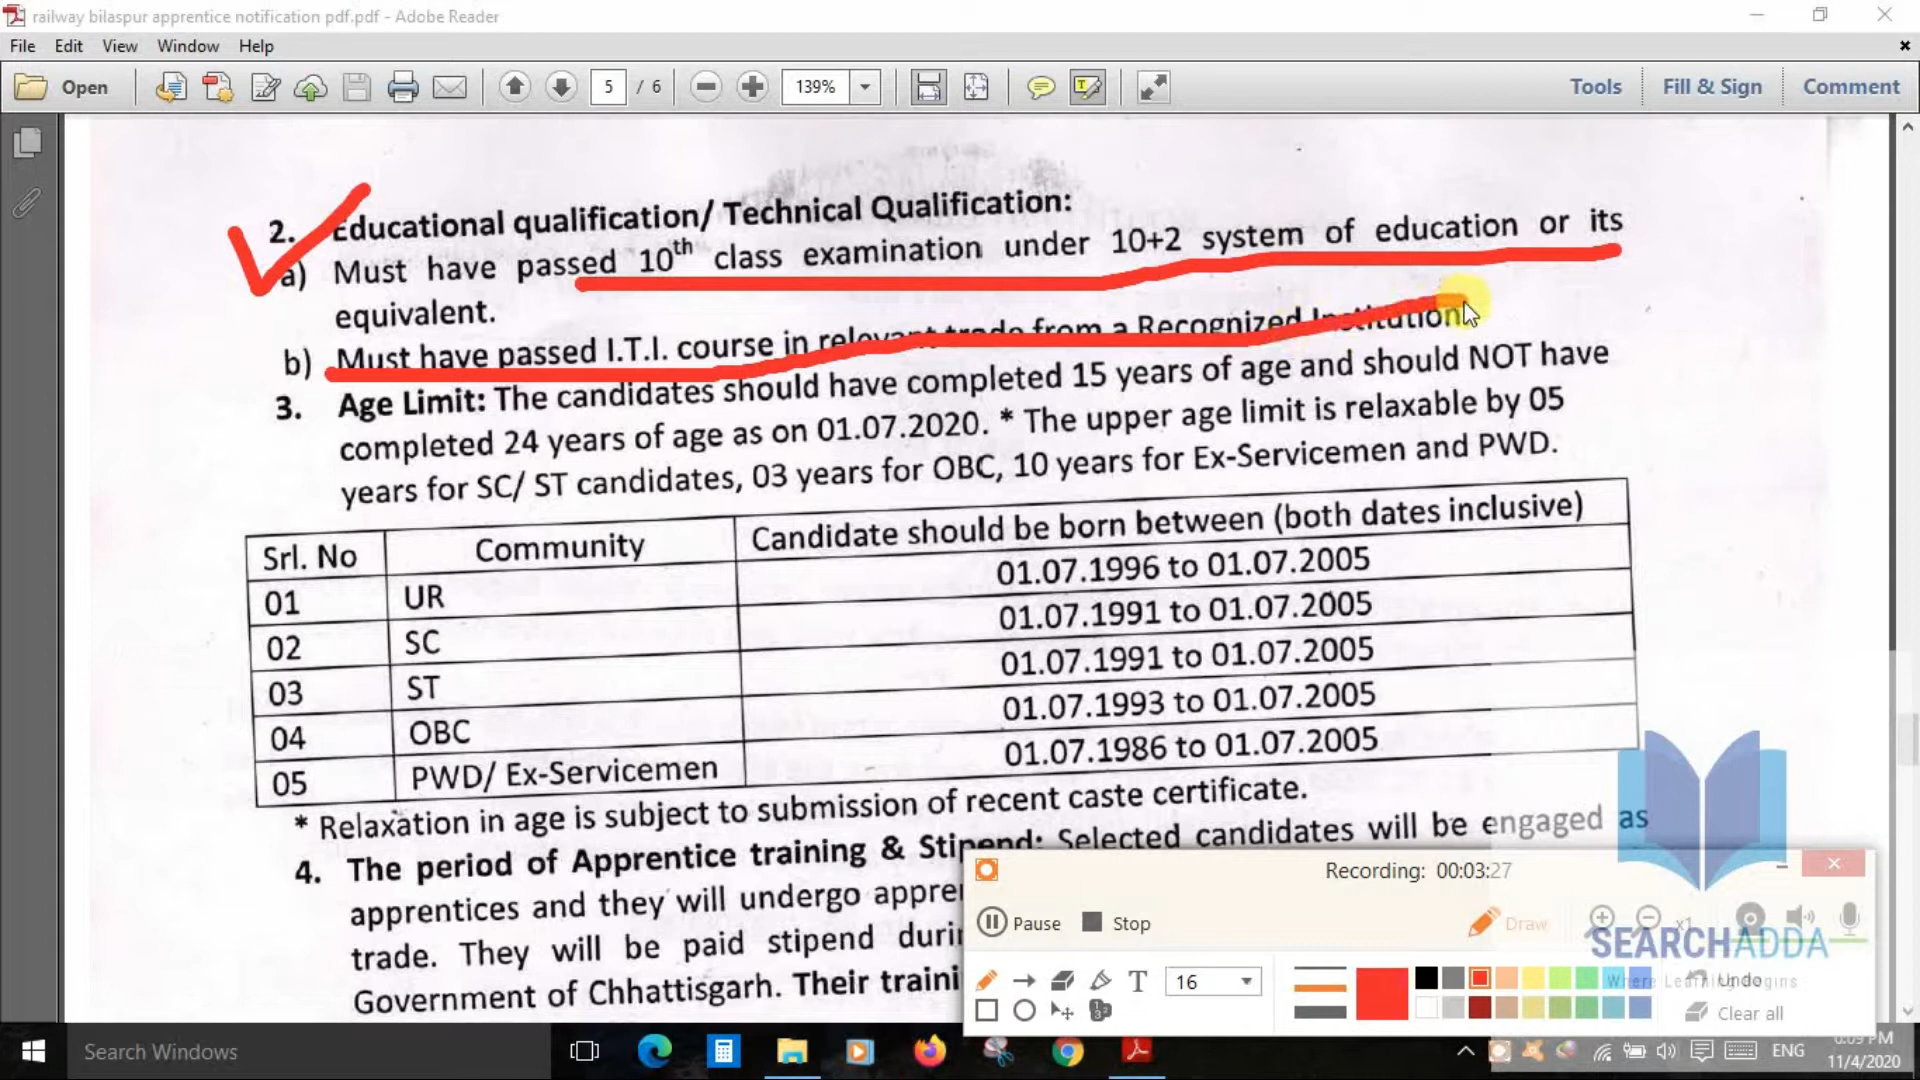 railway bilaspur apprentice notification pdf.pdf - Adobe Reader
File Edit View Window Help
Open 5 / 6 139% Tools Fill & Sign Comment
2. Educational qualification/ Technical Qualification:
a) Must have passed 10th class examination under 10+2 system of education or its
equivalent.
b) Must have passed I.T.I. course in relevant trade from a Recognized Institution
3. Age Limit: The candidates should have completed 15 years of age and should NOT have
completed 24 years of age as on 01.07.2020. * The upper age limit is relaxable by 05
years for SC/ ST candidates, 03 years for OBC, 10 years for Ex-Servicemen and PWD.
Srl. No Community Candidate should be born between (both dates inclusive)
01 UR 01.07.1996 to 01.07.2005
02 SC 01.07.1991 to 01.07.2005
03 ST 01.07.1991 to 01.07.2005
04 OBC 01.07.1993 to 01.07.2005
05 PWD/ Ex-Servicemen 01.07.1986 to 01.07.2005
* Relaxation in age is subject to submission of recent caste certificate.
4. The period of Apprentice training & Stipend: Selected candidates will be engaged as
apprentices and they will undergo appren
trade. They will be paid stipend durin
Government of Chhattisgarh. Their traini
Recording: 00:03:27
Pause Stop Draw x1
SEARCHADDA
Where Learning Begins
T 16 Undo
Clear all
Search Windows
ENG 6:09 PM
11/4/2020